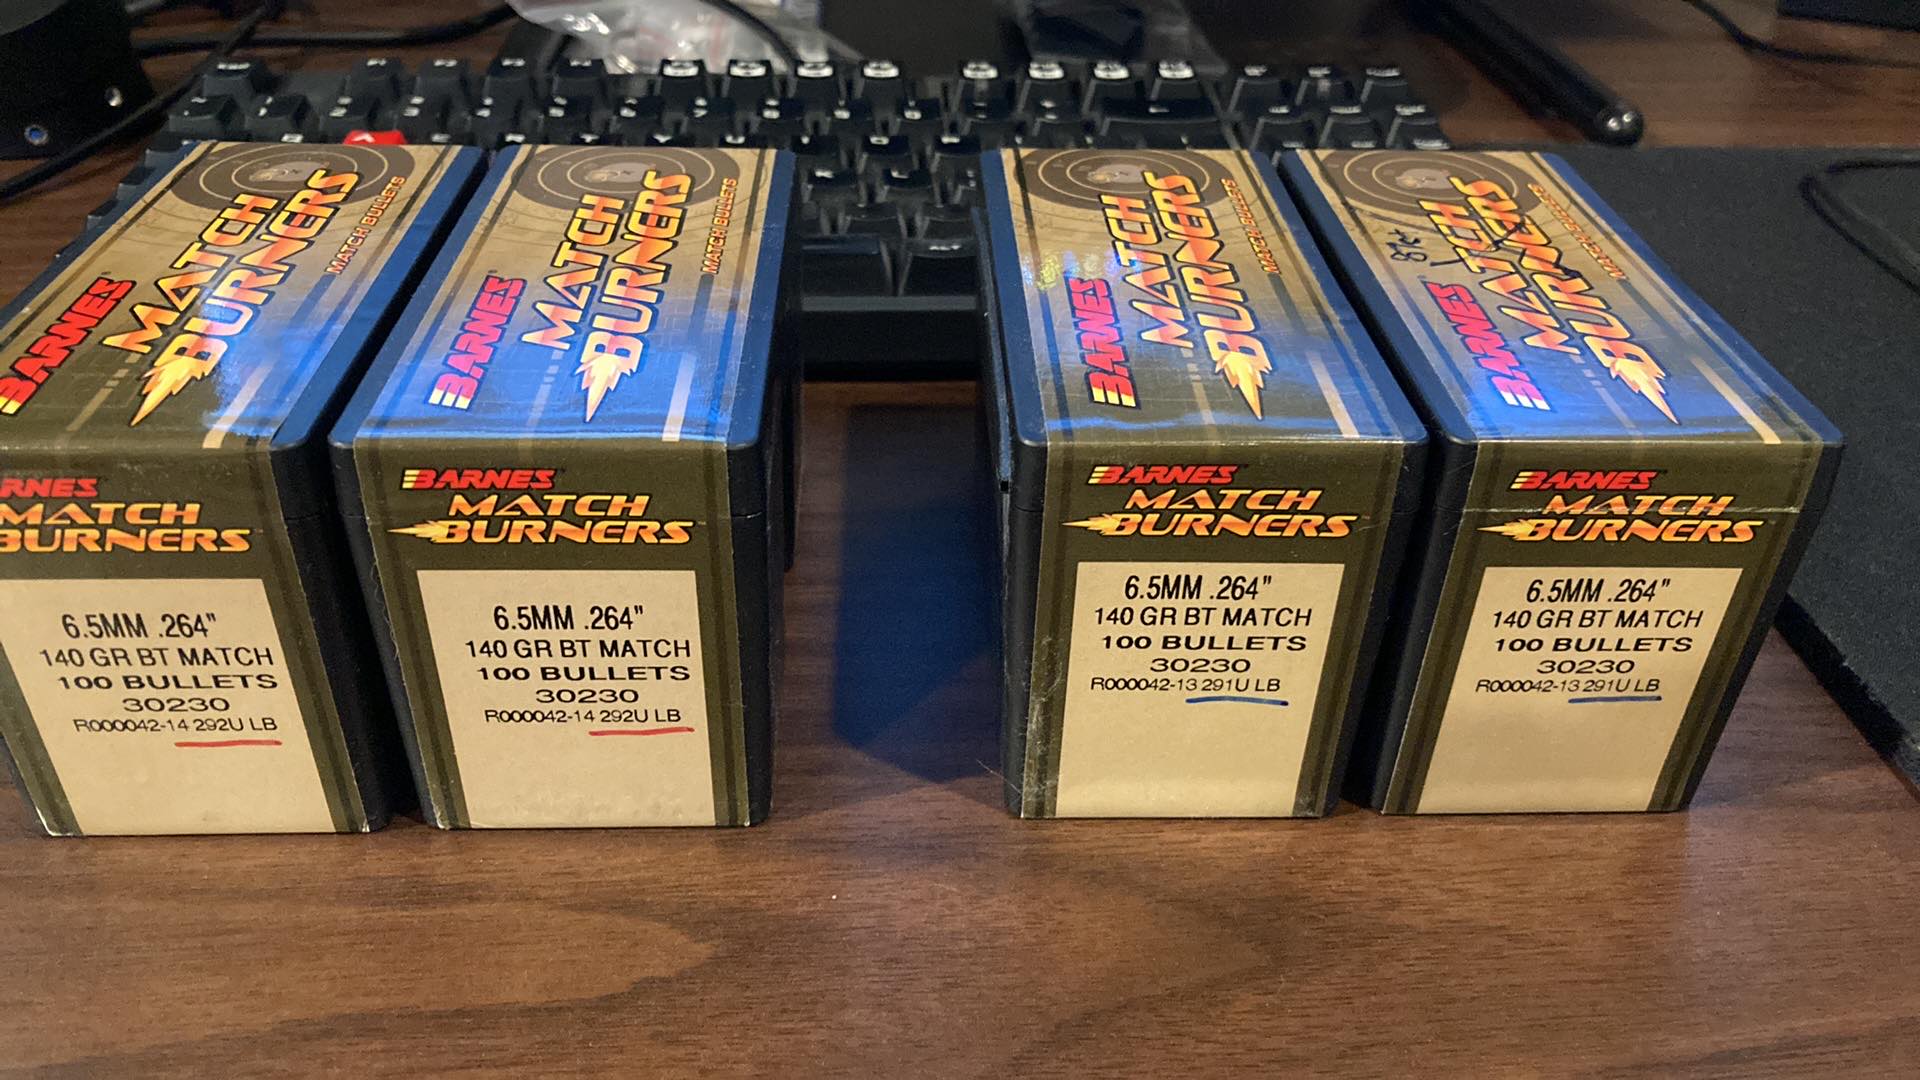 BARNES
MATCH
BURNERS
MATCH BULLETS
BARNES
MATCH
BURNERS
MATCH BULLETS
BARNES
MATCH
BURNERS
MATCH BULLETS
BARNES
MATCH
BURNERS
RNES
MATCH
BURNERS
6.5MM .264"
140 GR BT MATCH
100 BULLETS
30230
R000042-14 292U LB
BARNES
MATCH
BURNERS
6.5MM .264"
140 GR BT MATCH
100 BULLETS
30230
R000042-14 292U LB
BARNES
MATCH
BURNERS
6.5MM .264"
140 GR BT MATCH
100 BULLETS
30230
R000042-13 291U LB
BARNES
MATCH
BURNERS
6.5MM .264"
140 GR BT MATCH
100 BULLETS
30230
R000042-13 291U LB